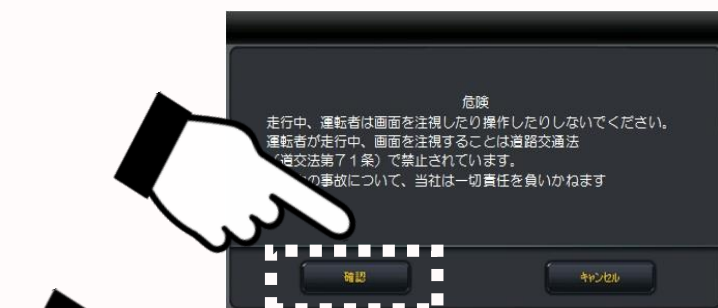 危険
走行中、運転者は画面を注視したり操作したりしないでください。
運転者が走行中、画面を注視することは道路交通法
道交法第71条）で禁止されています。
の事故について、当社は一切責任を負いかねます
確認
キャンセル